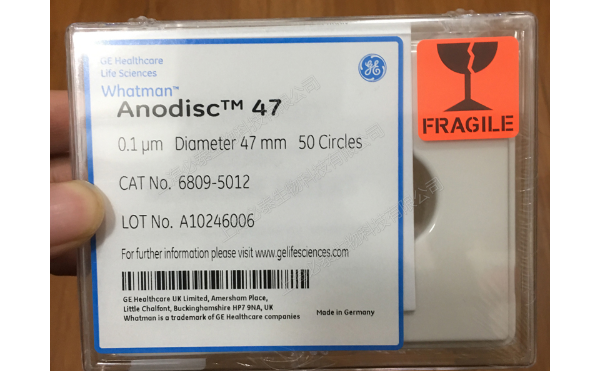 GE Healthcare
Life Sciences
Whatman™
Anodisc™ 47
0.1 µm Diameter 47 mm 50 Circles
CAT No. 6809-5012
LOT No. A10246006
For further information please visit www.gelifesciences.com
GE Healthcare UK Limited, Amersham Place,
Little Chalfont, Buckinghamshire HP7 9NA, UK
Whatman is a trademark of GE Healthcare companies
Made in Germany
GE
FRAGILE